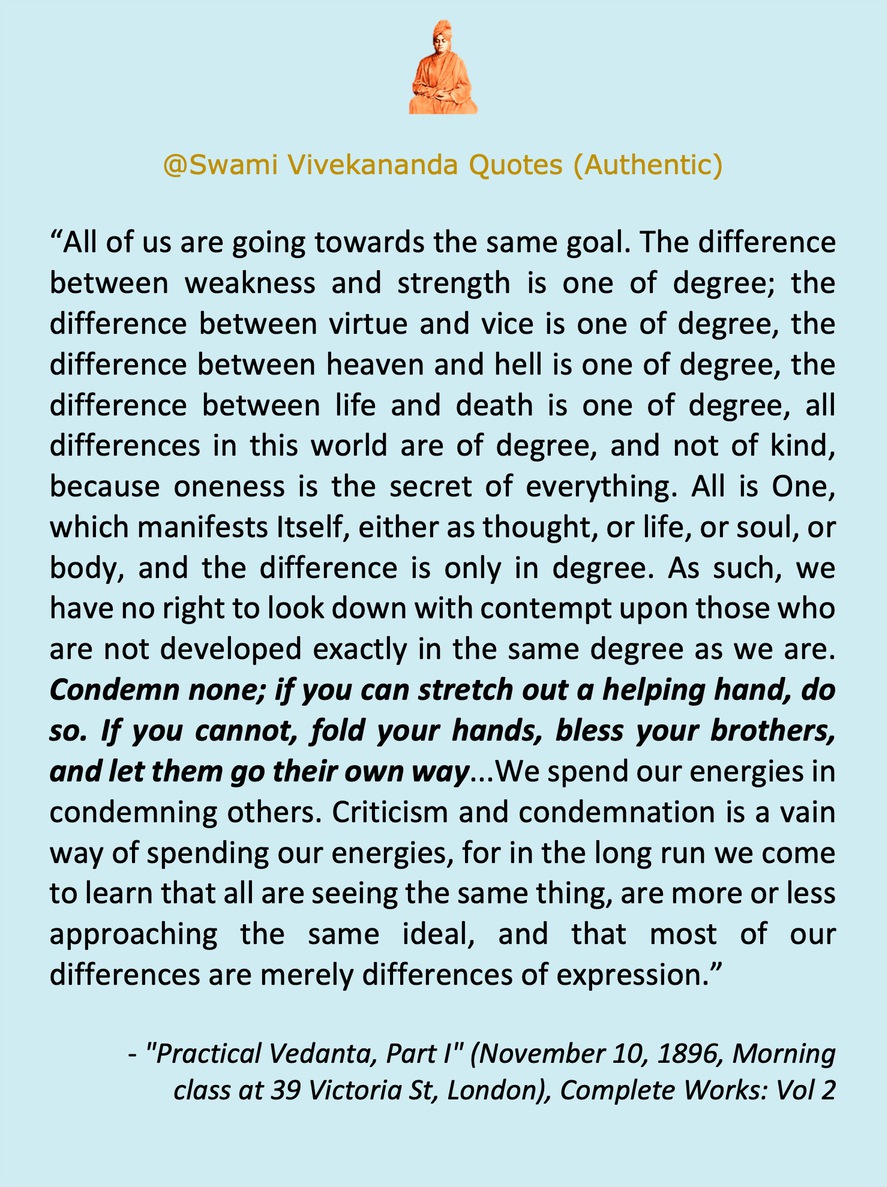 @Swami Vivekananda Quotes (Authentic)
“All of us are going towards the same goal. The difference
between weakness and strength is one of degree; the
difference between virtue and vice is one of degree, the
difference between heaven and hell is one of degree, the
difference between life and death is one of degree, all
differences in this world are of degree, and not of kind,
because oneness is the secret of everything. All is One,
which manifests Itself, either as thought, or life, or soul, or
body, and the difference is only in degree. As such, we
have no right to look down with contempt upon those who
are not developed exactly in the same degree as we are.
Condemn none; if you can stretch out a helping hand, do
so. If you cannot, fold your hands, bless your brothers,
and let them go their own way...We spend our energies in
condemning others. Criticism and condemnation is a vain
way of spending our energies, for in the long run we come
to learn that all are seeing the same thing, are more or less
approaching the same ideal, and that most of our
differences are merely differences of expression.”
- "Practical Vedanta, Part I" (November 10, 1896, Morning
class at 39 Victoria St, London), Complete Works: Vol 2